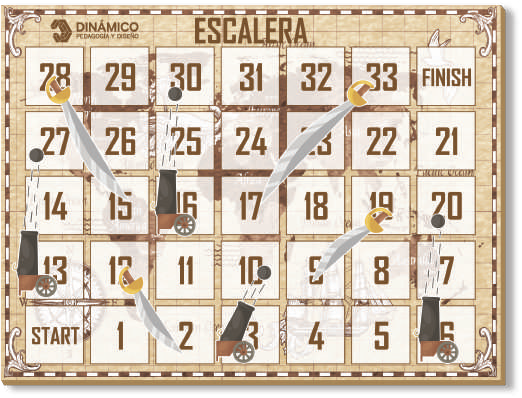 DINÁMICO
PEDAGOGÍA Y DISEÑO
ESCALERA
28 29 30 31 32 33 FINISH
27 26 25 24 23 22 21
14 15 16 17 18 19 20
13 12 11 10 9 8 7
START 1 2 3 4 5 6